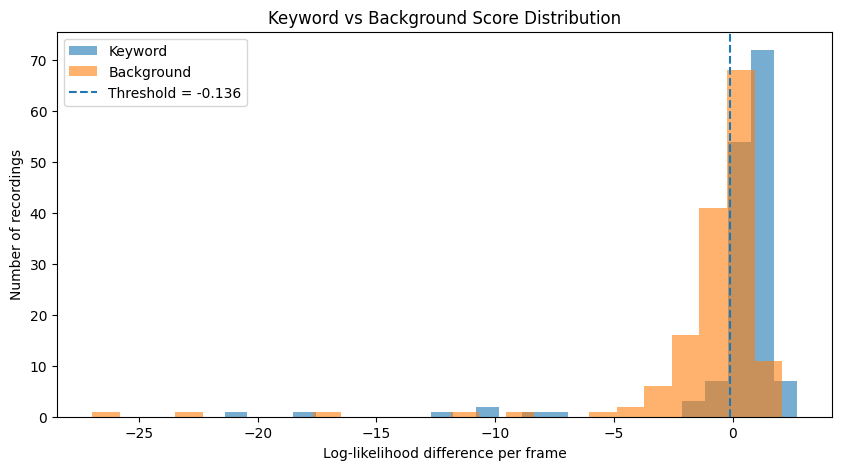 Keyword vs Background Score Distribution
Keyword
Background
Threshold = -0.136
Number of recordings
70
60
50
40
30
20
10
0
−25
−20
−15
−10
−5
0
Log-likelihood difference per frame